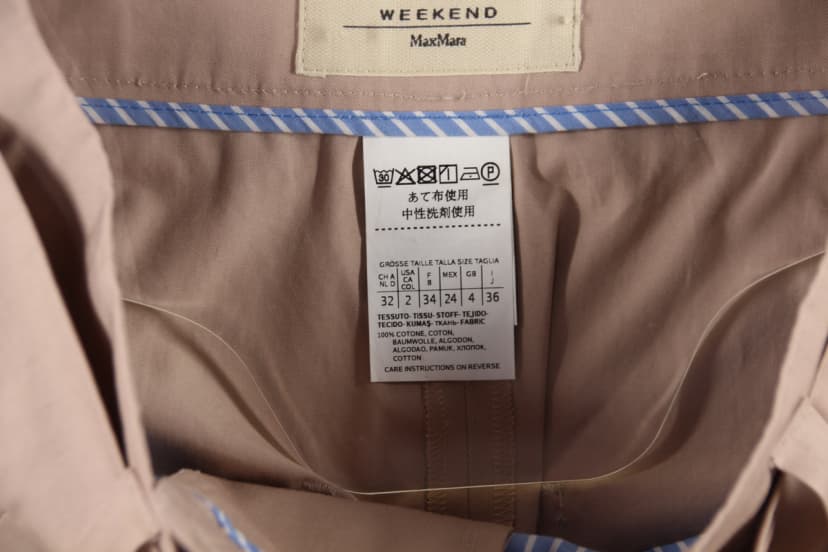 WEEKEND
MaxMara
30 P
あて布使用
中性洗剤使用
GRÖSSE TAILLE TALLA SIZE TAGLIA
CH A NL D USA CA COL F B MEX GB I J
32 2 34 24 4 36
TESSUTO- TISSU- STOFF- TEJIDO-
TECIDO- KUMAŞ- ТКАНЬ- FABRIC
100% COTONE, COTON,
BAUMWOLLE, ALGODON,
ALGODAO, PAMUK, ХЛОПОК,
COTTON
CARE INSTRUCTIONS ON REVERSE